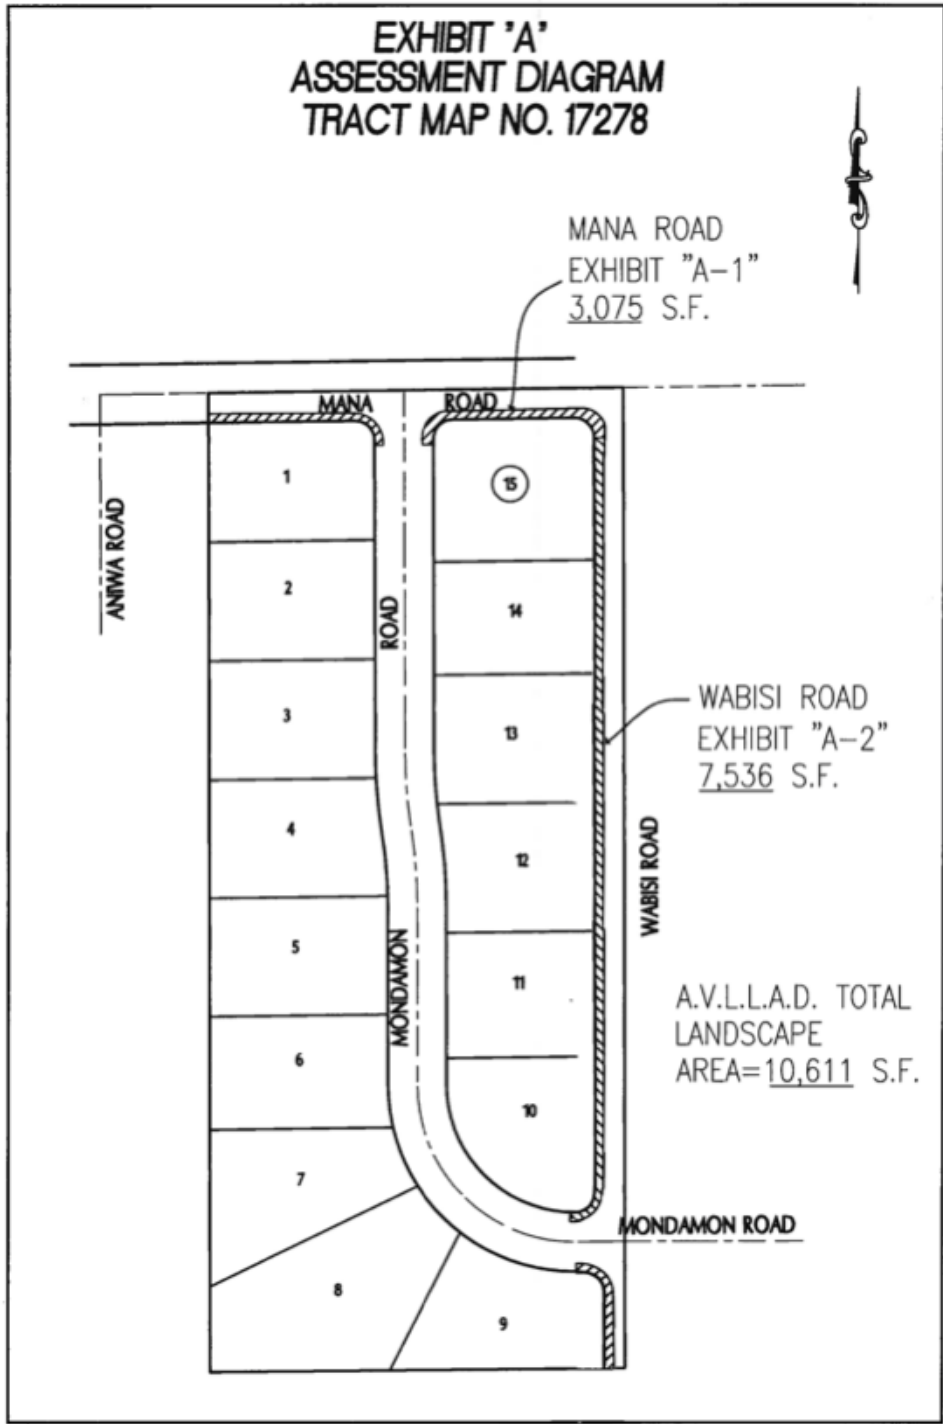 EXHIBIT "A"
ASSESSMENT DIAGRAM
TRACT MAP NO. 17278
MANA ROAD
EXHIBIT "A-1"
3,075 S.F.
MANA ROAD
1
15
ANIWA ROAD
2
ROAD
14
3
13
WABISI ROAD
EXHIBIT "A-2"
7,536 S.F.
4
12
WABISI ROAD
5
MONDAMON
11
A.V.L.L.A.D. TOTAL
LANDSCAPE
AREA=10,611 S.F.
6
10
7
MONDAMON ROAD
8
9